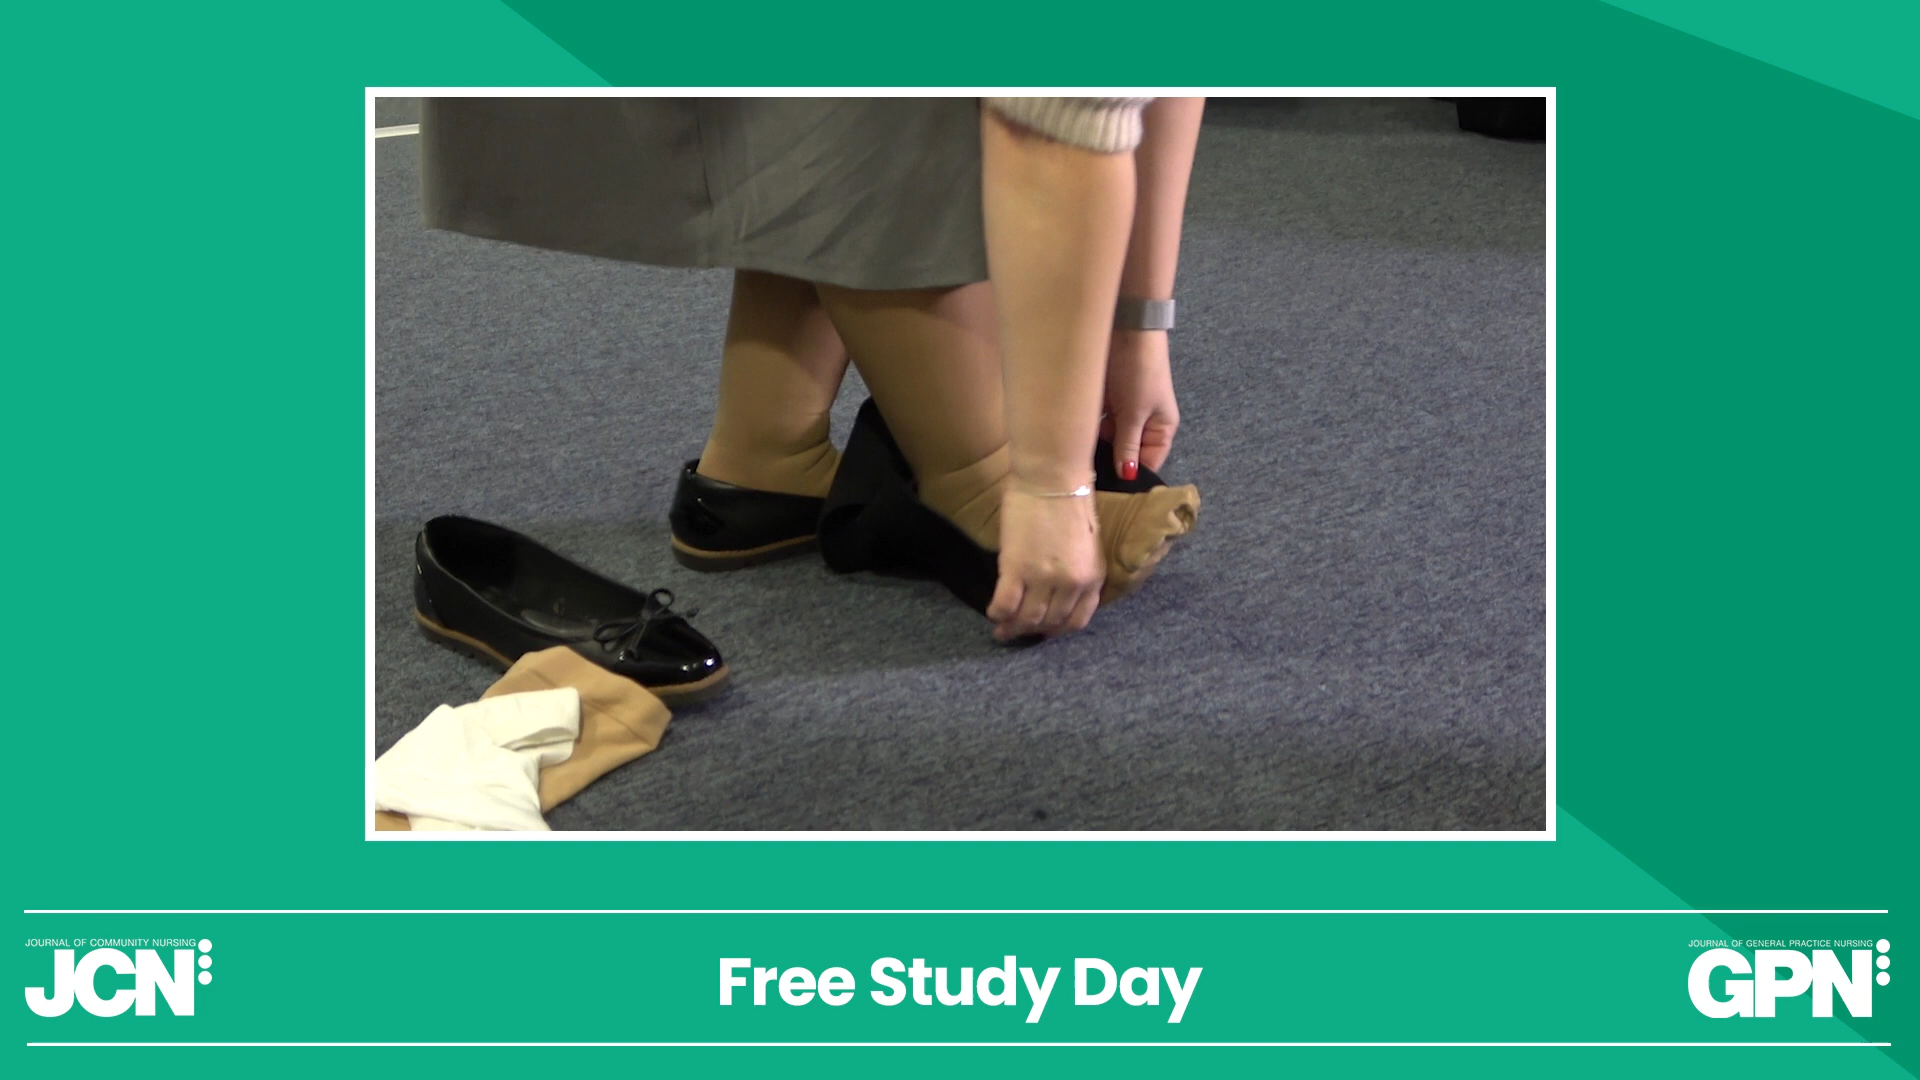 JOURNAL OF COMMUNITY NURSING
JCN
Free Study Day
JOURNAL OF GENERAL PRACTICE NURSING
GPN